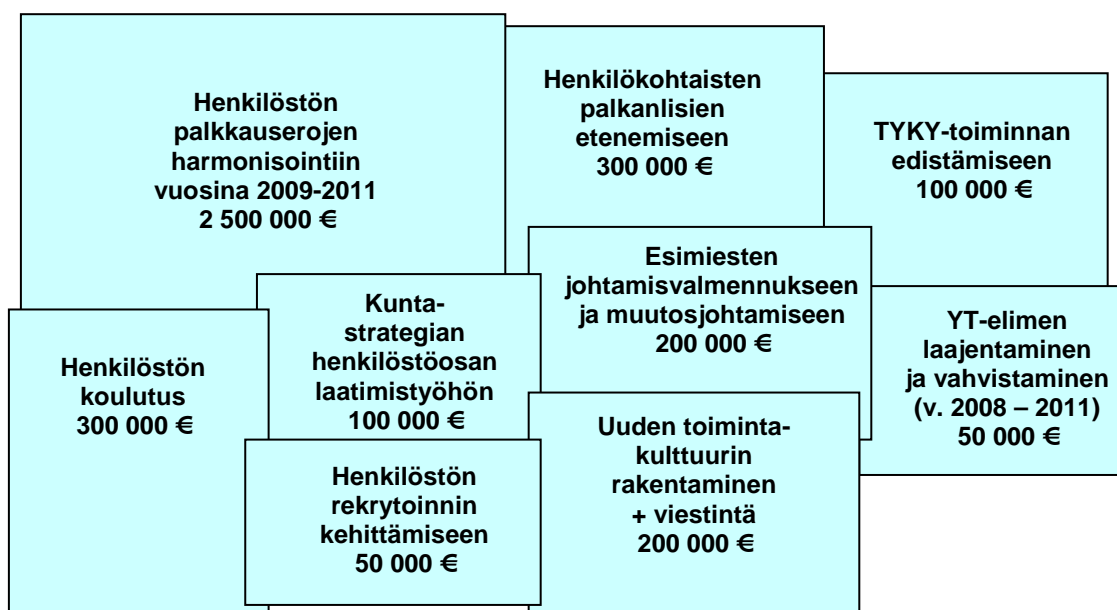 Henkilöstön
palkkauserojen
harmonisointiin
vuosina 2009-2011
2 500 000 €
Henkilökohtaisten
palkanlisien
etenemiseen
300 000 €
TYKY-toiminnan
edistämiseen
100 000 €
Esimiesten
johtamisvalmennukseen
ja muutosjohtamiseen
200 000 €
Kunta-
strategian
henkilöstöosan
laatimistyöhön
100 000 €
YT-elimen
laajentaminen
ja vahvistaminen
(v. 2008 – 2011)
50 000 €
Henkilöstön
koulutus
300 000 €
Uuden toiminta-
kulttuurin
rakentaminen
+ viestintä
200 000 €
Henkilöstön
rekrytoinnin
kehittämiseen
50 000 €